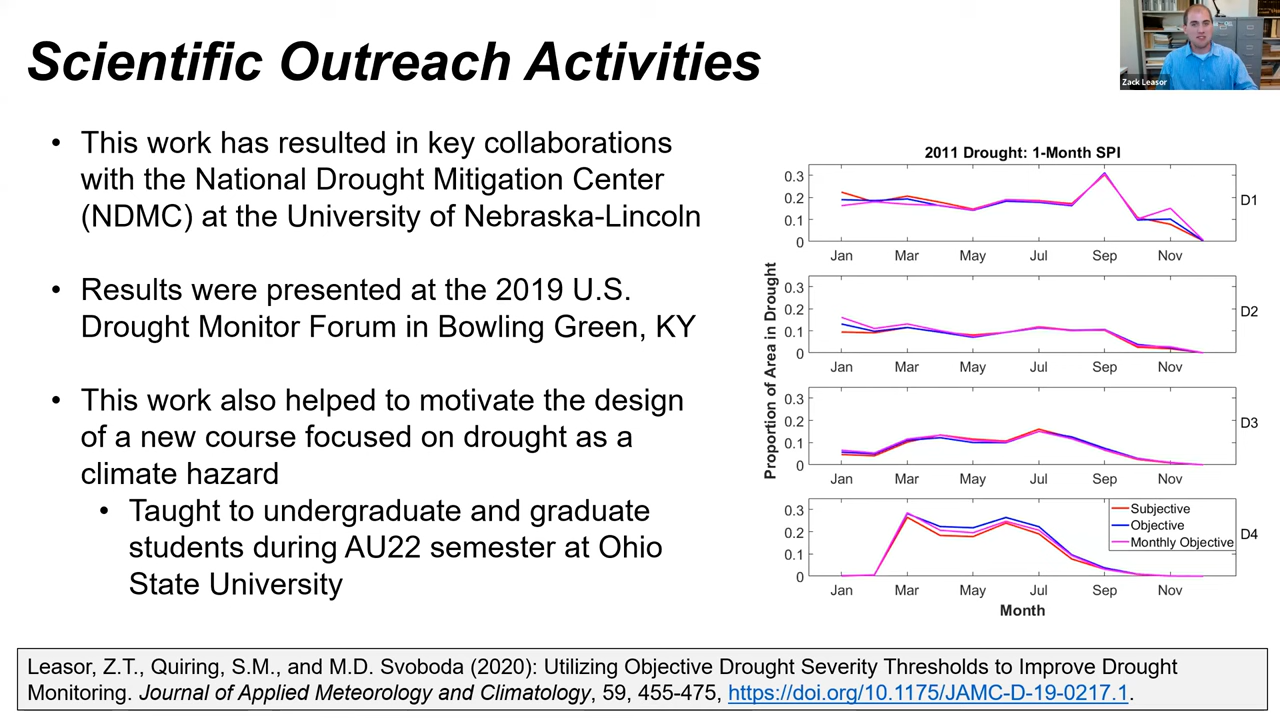 Scientific Outreach Activities
Zack Leasor
• This work has resulted in key collaborations
with the National Drought Mitigation Center
(NDMC) at the University of Nebraska-Lincoln
• Results were presented at the 2019 U.S.
Drought Monitor Forum in Bowling Green, KY
• This work also helped to motivate the design
of a new course focused on drought as a
climate hazard
• Taught to undergraduate and graduate
students during AU22 semester at Ohio
State University
2011 Drought: 1-Month SPI
Proportion of Area in Drought
0.3
0.2
0.1
0
D1
Jan Mar May Jul Sep Nov
0.3
0.2
0.1
0
D2
Jan Mar May Jul Sep Nov
0.3
0.2
0.1
0
D3
Jan Mar May Jul Sep Nov
0.3
0.2
0.1
0
Subjective
Objective
Monthly Objective
D4
Jan Mar May Jul Sep Nov
Month
Leasor, Z.T., Quiring, S.M., and M.D. Svoboda (2020): Utilizing Objective Drought Severity Thresholds to Improve Drought
Monitoring. Journal of Applied Meteorology and Climatology, 59, 455-475, https://doi.org/10.1175/JAMC-D-19-0217.1.